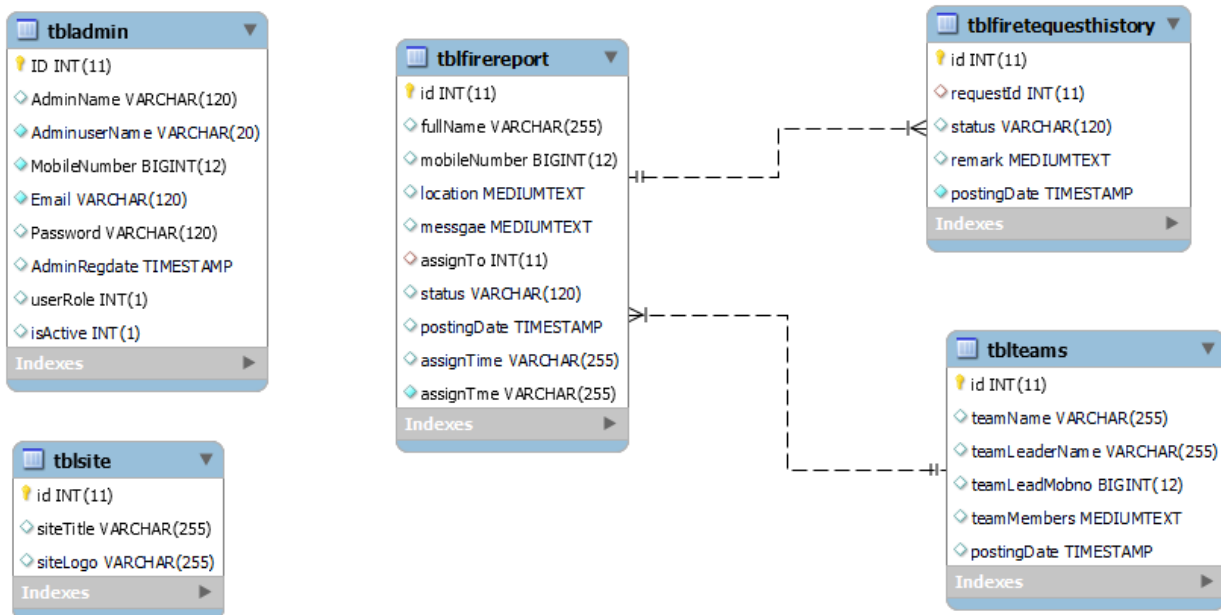 tbladmin
ID INT(11)
AdminName VARCHAR(120)
AdminuserName VARCHAR(20)
MobileNumber BIGINT(12)
Email VARCHAR(120)
Password VARCHAR(120)
AdminRegdate TIMESTAMP
userRole INT(1)
isActive INT(1)
Indexes
tblsite
id INT(11)
siteTitle VARCHAR(255)
siteLogo VARCHAR(255)
Indexes
tblfirereport
id INT(11)
fullName VARCHAR(255)
mobileNumber BIGINT(12)
location MEDIUMTEXT
messgae MEDIUMTEXT
assignTo INT(11)
status VARCHAR(120)
postingDate TIMESTAMP
assignTime VARCHAR(255)
assignTme VARCHAR(255)
Indexes
tblfiretequesthistory
id INT(11)
requestId INT(11)
status VARCHAR(120)
remark MEDIUMTEXT
postingDate TIMESTAMP
Indexes
tblteams
id INT(11)
teamName VARCHAR(255)
teamLeaderName VARCHAR(255)
teamLeadMobno BIGINT(12)
teamMembers MEDIUMTEXT
postingDate TIMESTAMP
Indexes